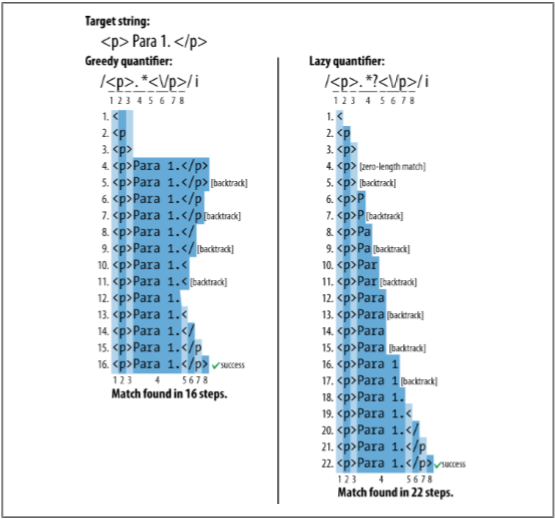 Target string:
<p> Para 1. </p>
Greedy quantifier:
/<p>. *<\/p>/ i
1 2 3 4 5 6 7 8
1. <
2. <p
3. <p>
4. <p>Para 1.</p>
5. <p>Para 1.</p> [backtrack]
6. <p>Para 1.</p
7. <p>Para 1.</p [backtrack]
8. <p>Para 1.</
9. <p>Para 1.</ [backtrack]
10. <p>Para 1.<
11. <p>Para 1.< [backtrack]
12. <p>Para 1.
13. <p>Para 1.<
14. <p>Para 1.</
15. <p>Para 1.</p
16. <p>Para 1.</p> ✓success
1 2 3 4 5 6 7 8
Match found in 16 steps.
Lazy quantifier:
/<p>. *?<\/p>/ i
1 2 3 4 5 6 7 8
1. <
2. <p
3. <p>
4. <p> [zero-length match]
5. <p> [backtrack]
6. <p>P
7. <p>P [backtrack]
8. <p>Pa
9. <p>Pa [backtrack]
10. <p>Par
11. <p>Par [backtrack]
12. <p>Para
13. <p>Para [backtrack]
14. <p>Para
15. <p>Para [backtrack]
16. <p>Para 1
17. <p>Para 1 [backtrack]
18. <p>Para 1.
19. <p>Para 1.<
20. <p>Para 1.</
21. <p>Para 1.</p
22. <p>Para 1.</p> ✓success
1 2 3 4 5 6 7 8
Match found in 22 steps.